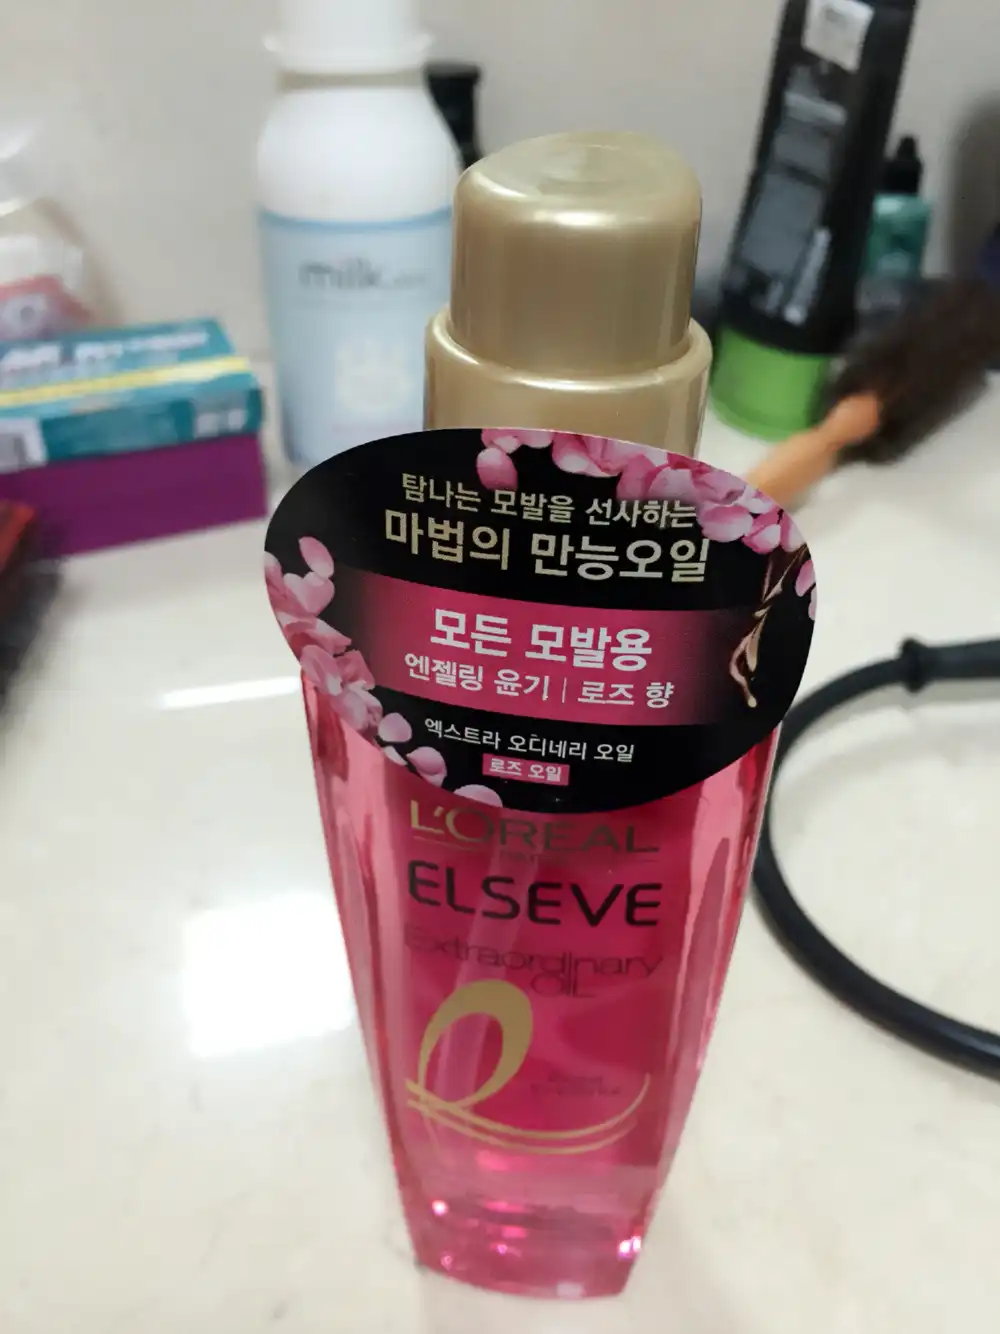 milk
탐나는 모발을 선사하는
마법의 만능오일
모든 모발용
엔젤링 윤기 | 로즈 향
엑스트라 오디네리 오일
로즈 오일
L'ORÉAL
ELSEVE
Extraordinary
OIL